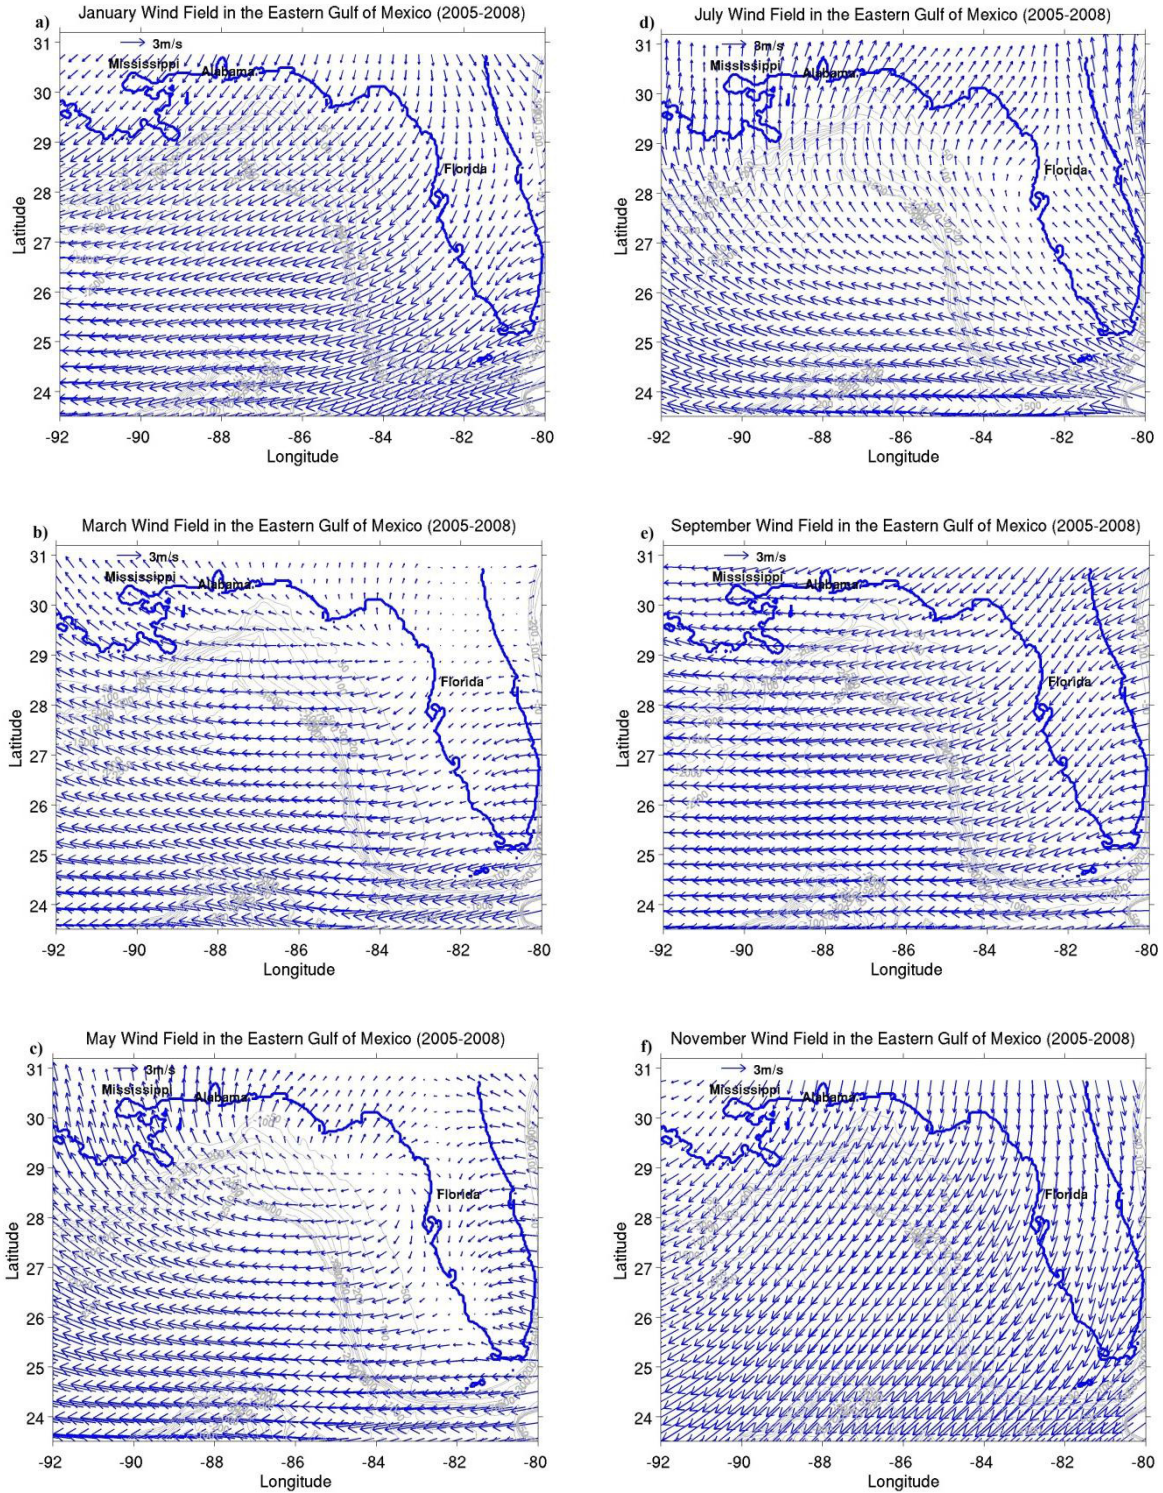 a)
January Wind Field in the Eastern Gulf of Mexico (2005-2008)
3m/s
Mississippi
Alabama
Florida
31
30
29
28
27
26
25
24
Latitude
-92 -90 -88 -86 -84 -82 -80
Longitude
b)
March Wind Field in the Eastern Gulf of Mexico (2005-2008)
3m/s
Mississippi
Alabama
Florida
31
30
29
28
27
26
25
24
Latitude
-92 -90 -88 -86 -84 -82 -80
Longitude
c)
May Wind Field in the Eastern Gulf of Mexico (2005-2008)
3m/s
Mississippi
Alabama
Florida
31
30
29
28
27
26
25
24
Latitude
-92 -90 -88 -86 -84 -82 -80
Longitude
d)
July Wind Field in the Eastern Gulf of Mexico (2005-2008)
3m/s
Mississippi
Alabama
Florida
31
30
29
28
27
26
25
24
Latitude
-92 -90 -88 -86 -84 -82 -80
Longitude
e)
September Wind Field in the Eastern Gulf of Mexico (2005-2008)
3m/s
Mississippi
Alabama
Florida
31
30
29
28
27
26
25
24
Latitude
-92 -90 -88 -86 -84 -82 -80
Longitude
f)
November Wind Field in the Eastern Gulf of Mexico (2005-2008)
3m/s
Mississippi
Alabama
Florida
31
30
29
28
27
26
25
24
Latitude
-92 -90 -88 -86 -84 -82 -80
Longitude